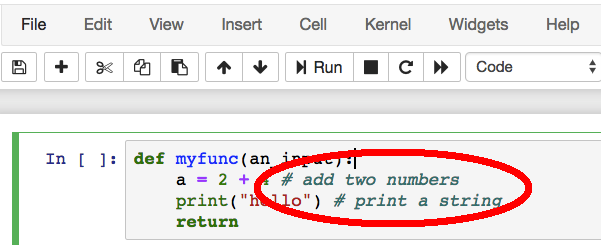 File Edit View Insert Cell Kernel Widgets Help
Run Code
In [ ]: def myfunc(an_input):
a = 2 + 4 # add two numbers
print("hello") # print a string
return